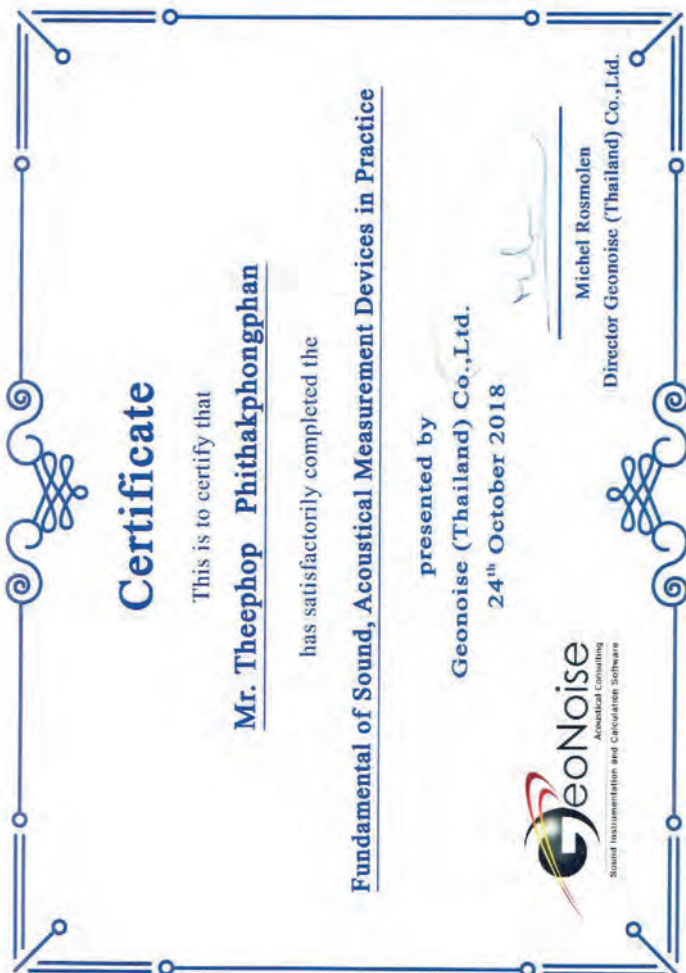 Certificate
This is to certify that
Mr. Theephop Phithakphongphan
has satisfactorily completed the
Fundamental of Sound, Acoustical Measurement Devices in Practice
presented by
Geonoise (Thailand) Co.,Ltd.
24th October 2018
GeoNoise
Acoustical Consulting
Sound Instrumentation and Calculation Software
Michel Rosmolen
Director Geonoise (Thailand) Co.,Ltd.